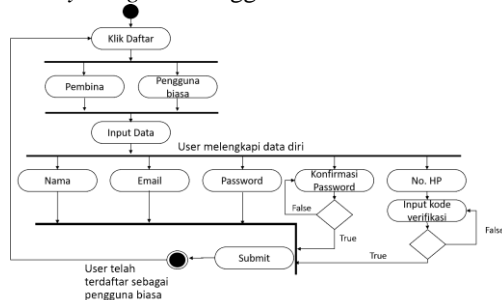 Klik Daftar
Pembina
Pengguna
biasa
Input Data
User melengkapi data diri
Nama
Email
Password
Konfirmasi
Password
No. HP
False
True
Input kode
verifikasi
False
True
Submit
User telah
terdaftar sebagai
pengguna biasa